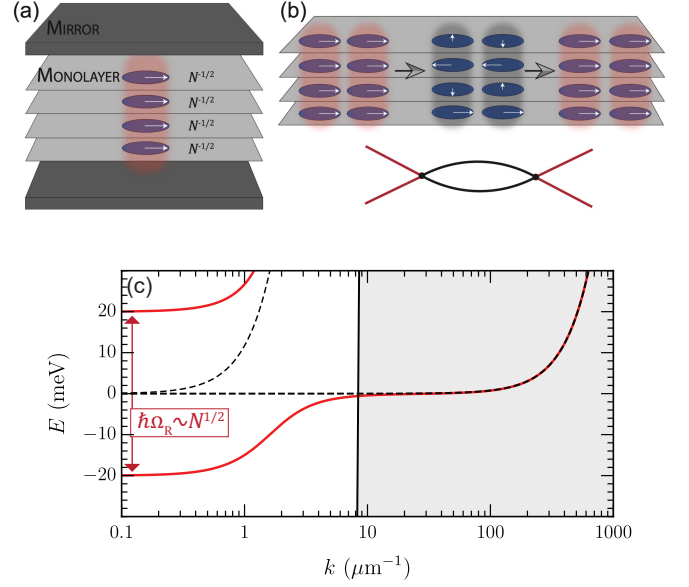 (a)
MIRROR
MONOLAYER
N^-1/2
N^-1/2
N^-1/2
N^-1/2
(b)
(c)
20
10
0
−10
−20
E (meV)
ħΩ_R~N^1/2
0.1
1
10
100
1000
k (μm⁻¹)